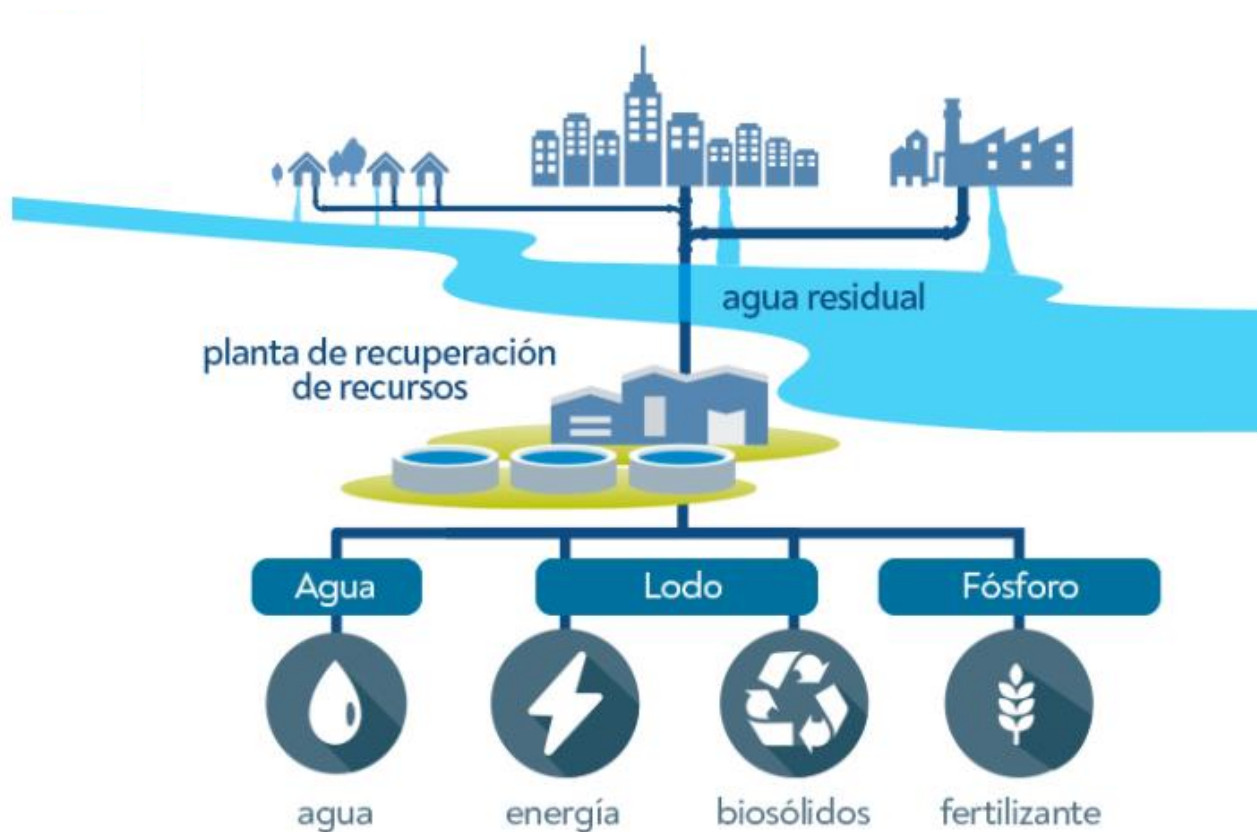 agua residual
planta de recuperación
de recursos
Agua
Lodo
Fósforo
agua
energía
biosólidos
fertilizante